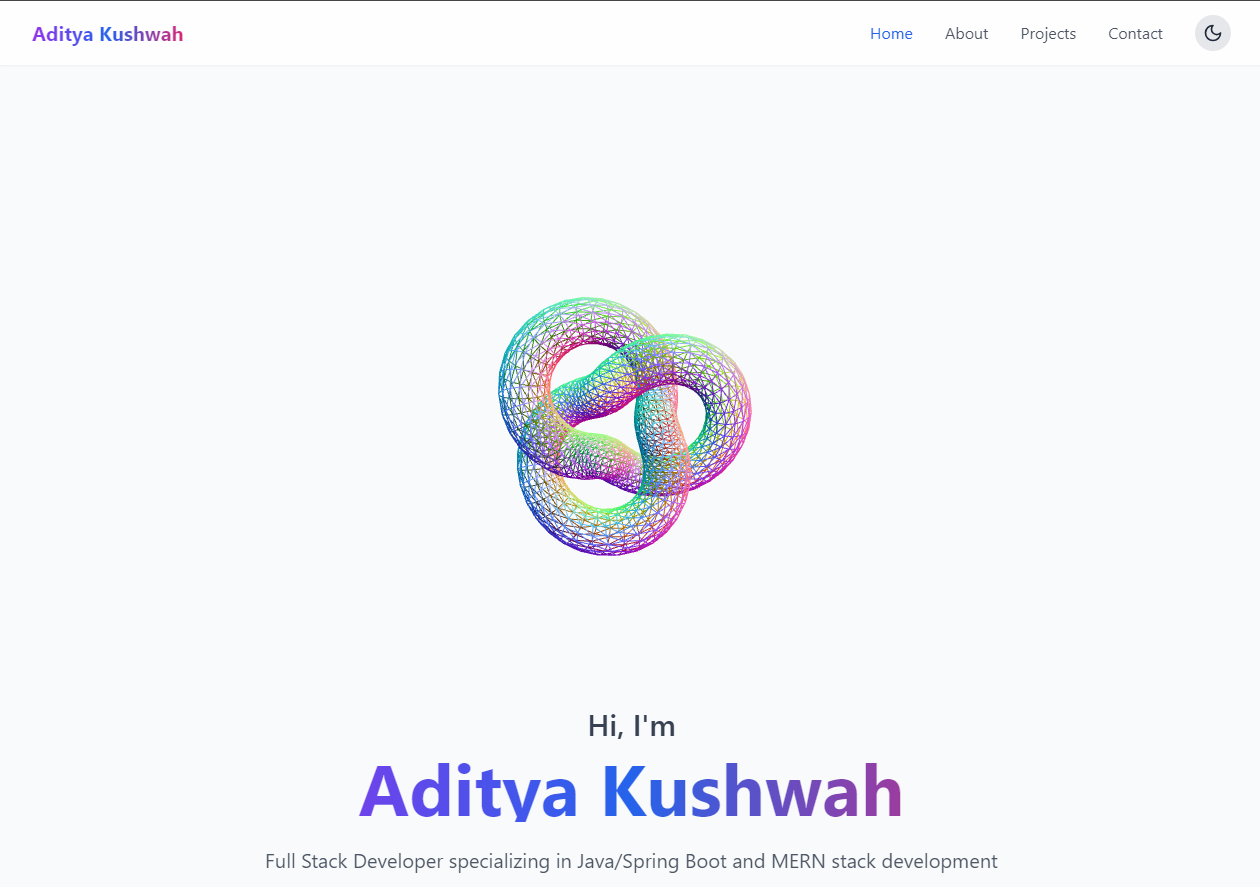 Aditya Kushwah
Home
About
Projects
Contact
Hi, I'm
Aditya Kushwah
Full Stack Developer specializing in Java/Spring Boot and MERN stack development